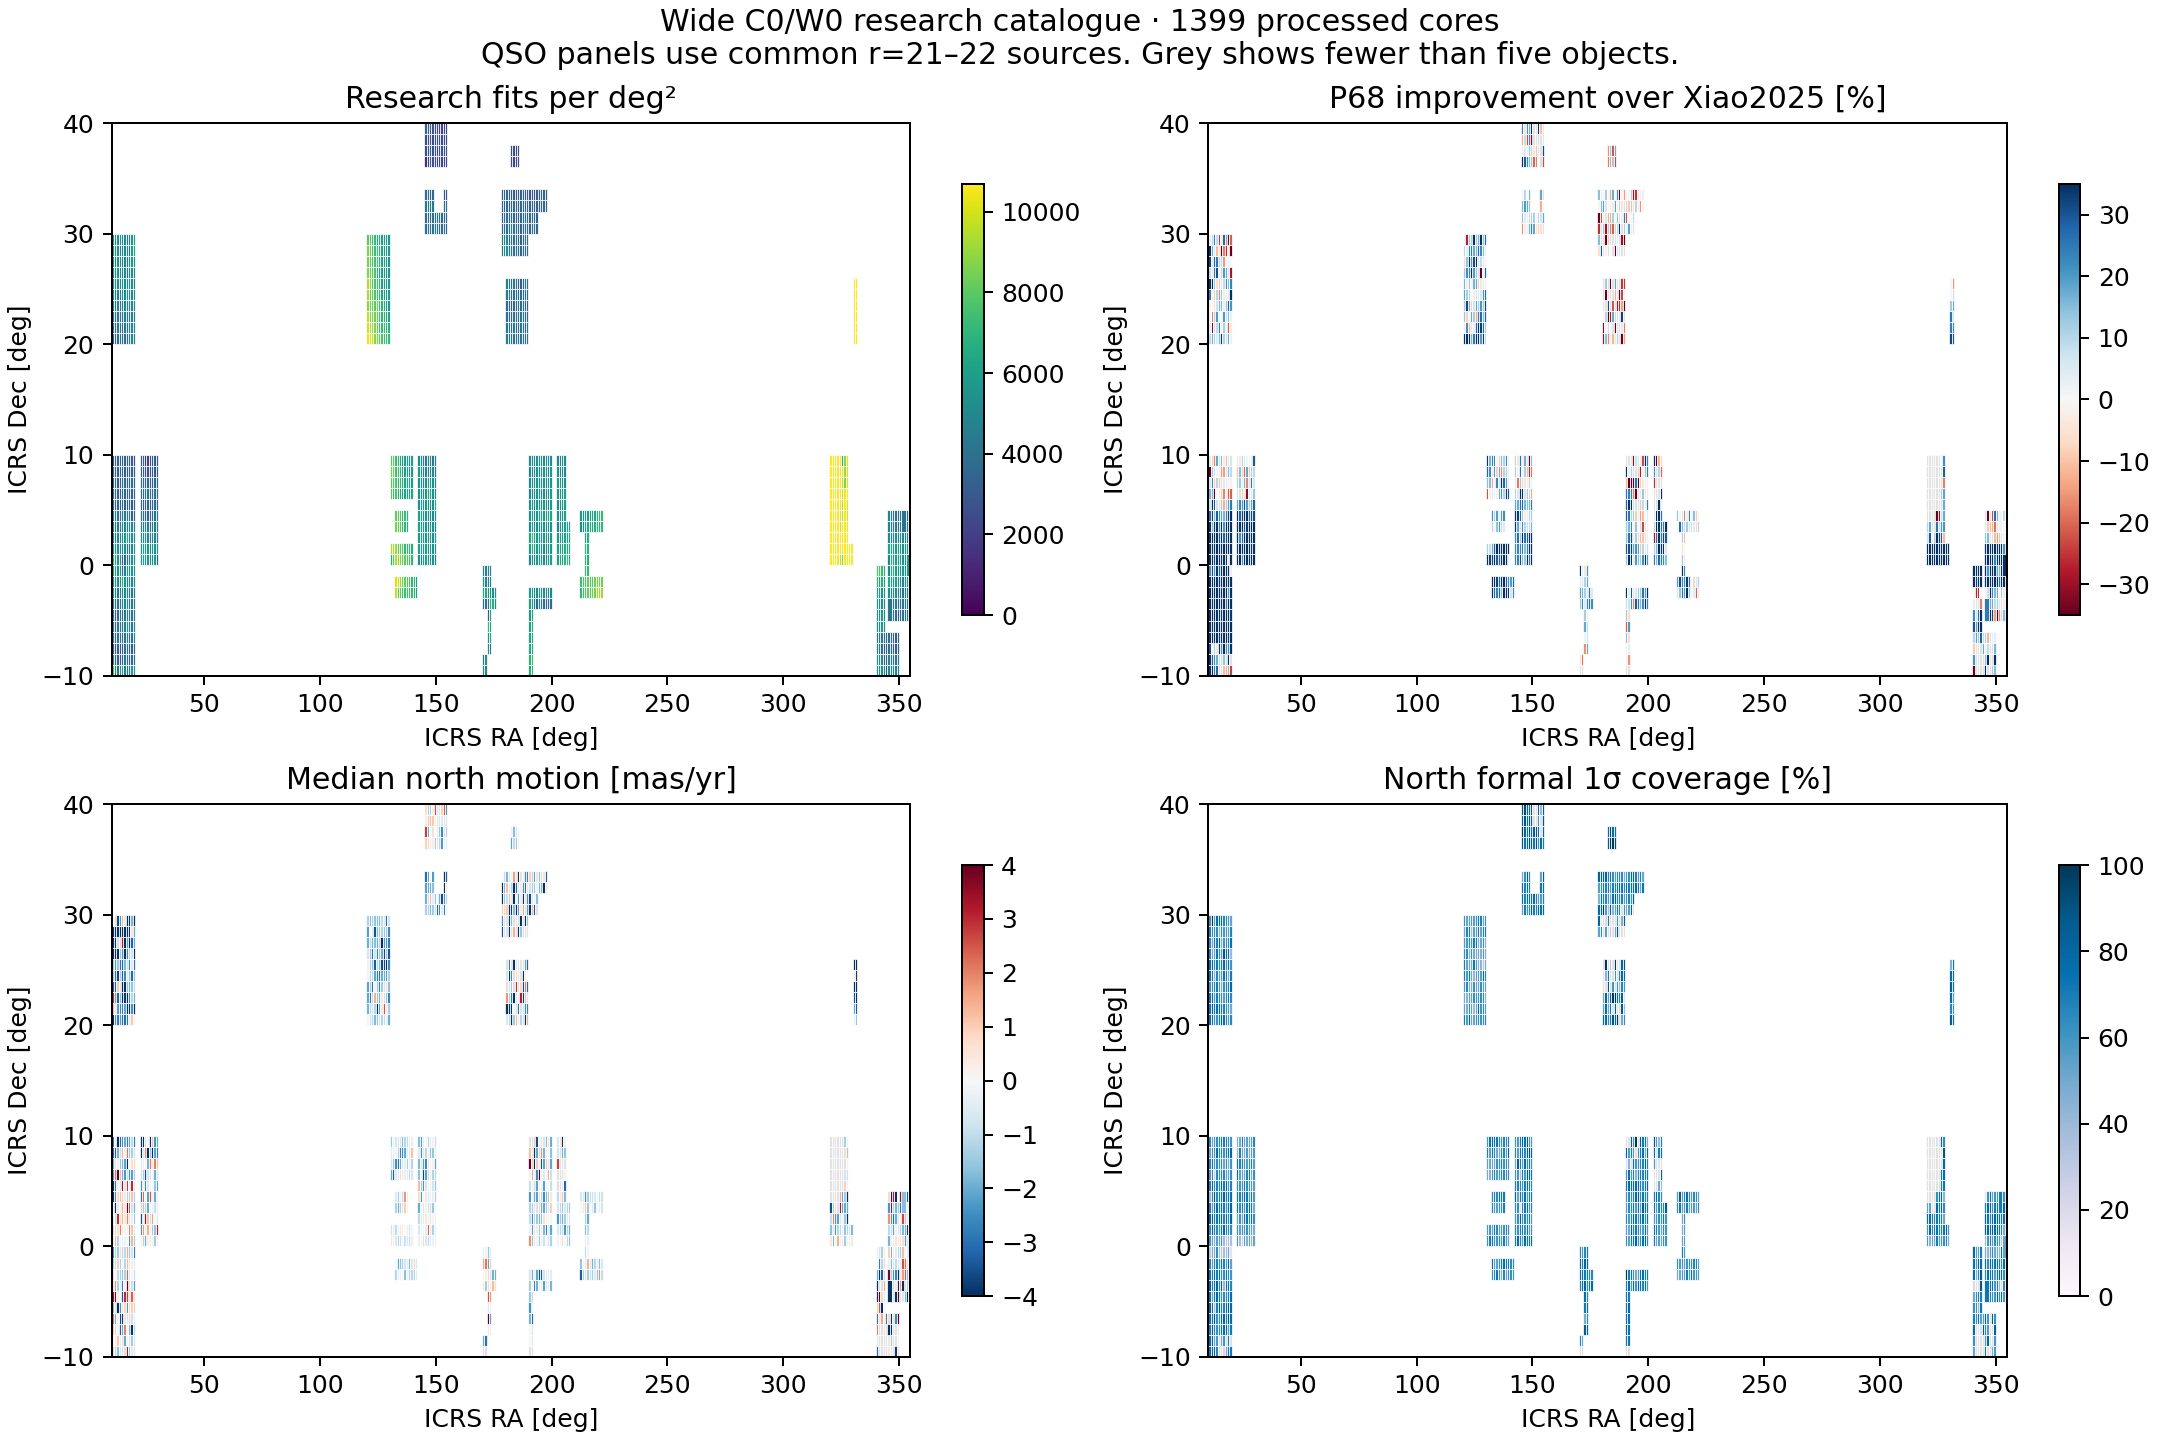 Wide C0/W0 research catalogue · 1399 processed cores
QSO panels use common r=21–22 sources. Grey shows fewer than five objects.
Research fits per deg²
40
30
20
10
0
−10
50 100 150 200 250 300 350
ICRS RA [deg]
ICRS Dec [deg]
10000
8000
6000
4000
2000
0
P68 improvement over Xiao2025 [%]
40
30
20
10
0
−10
50 100 150 200 250 300 350
ICRS RA [deg]
ICRS Dec [deg]
30
20
10
0
−10
−20
−30
Median north motion [mas/yr]
40
30
20
10
0
−10
50 100 150 200 250 300 350
ICRS RA [deg]
ICRS Dec [deg]
4
3
2
1
0
−1
−2
−3
−4
North formal 1σ coverage [%]
40
30
20
10
0
−10
50 100 150 200 250 300 350
ICRS RA [deg]
ICRS Dec [deg]
100
80
60
40
20
0